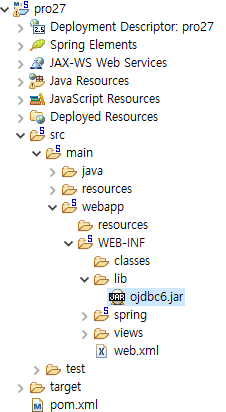 pro27
Deployment Descriptor: pro27
Spring Elements
JAX-WS Web Services
Java Resources
JavaScript Resources
Deployed Resources
src
main
java
resources
webapp
resources
WEB-INF
classes
lib
ojdbc6.jar
spring
views
web.xml
test
target
pom.xml